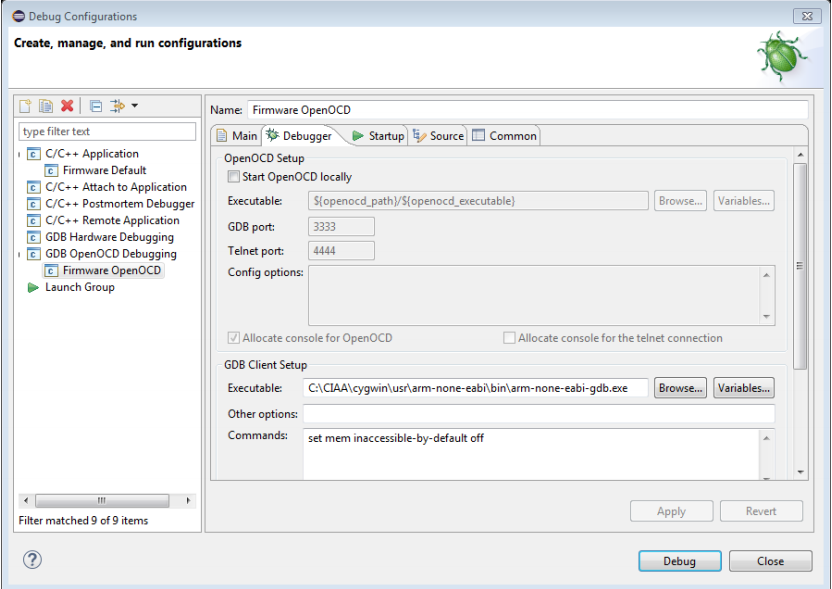 Debug Configurations
Create, manage, and run configurations
type filter text
C/C++ Application
Firmware Default
C/C++ Attach to Application
C/C++ Postmortem Debugger
C/C++ Remote Application
GDB Hardware Debugging
GDB OpenOCD Debugging
Firmware OpenOCD
Launch Group
Filter matched 9 of 9 items
Name: Firmware OpenOCD
Main Debugger Startup Source Common
OpenOCD Setup
Start OpenOCD locally
Executable: ${openocd_path}/${openocd_executable} Browse... Variables...
GDB port: 3333
Telnet port: 4444
Config options:
Allocate console for OpenOCD Allocate console for the telnet connection
GDB Client Setup
Executable: C:\CIAA\cygwin\usr\arm-none-eabi\bin\arm-none-eabi-gdb.exe Browse... Variables...
Other options:
Commands: set mem inaccessible-by-default off
Apply Revert
? Debug Close